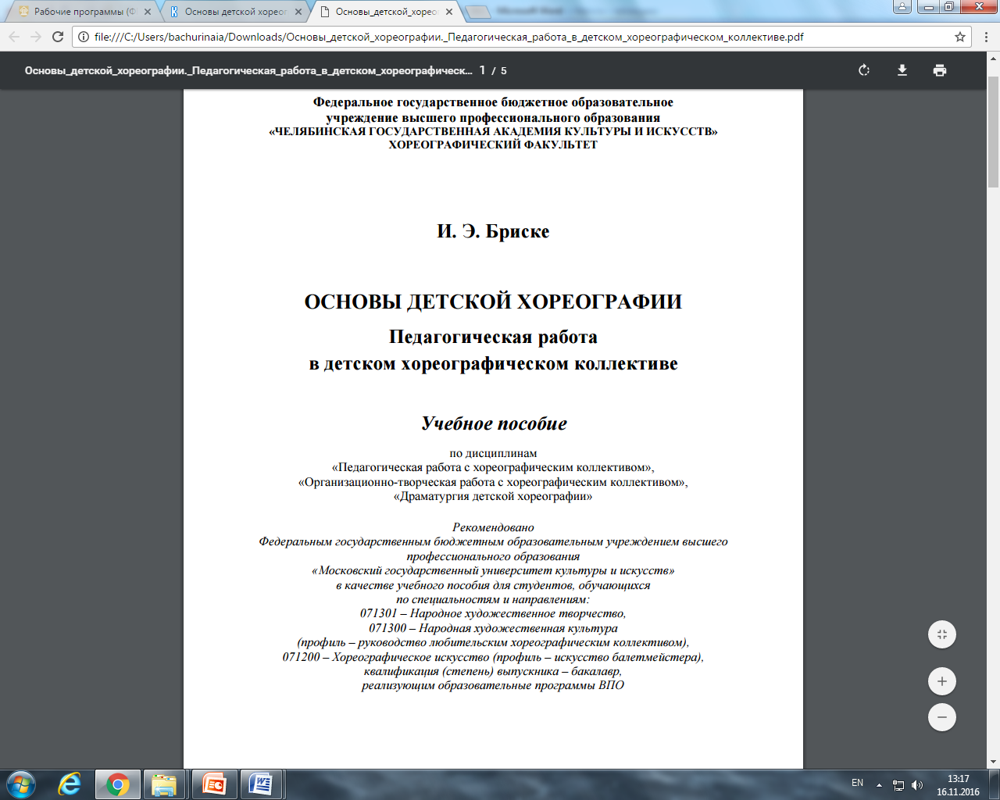 Рабочие программы (Ф
Основы детской хореог
Основы_детской_хорео
file:///C:/Users/bachurinaia/Downloads/Основы_детской_хореографии._Педагогическая_работа_в_детском_хореографическом_коллективе.pdf
Основы_детской_хореографии._Педагогическая_работа_в_детском_хореографическ... 1 / 5
Федеральное государственное бюджетное образовательное
учреждение высшего профессионального образования
«ЧЕЛЯБИНСКАЯ ГОСУДАРСТВЕННАЯ АКАДЕМИЯ КУЛЬТУРЫ И ИСКУССТВ»
ХОРЕОГРАФИЧЕСКИЙ ФАКУЛЬТЕТ
И. Э. Бриске
ОСНОВЫ ДЕТСКОЙ ХОРЕОГРАФИИ
Педагогическая работа
в детском хореографическом коллективе
Учебное пособие
по дисциплинам
«Педагогическая работа с хореографическим коллективом»,
«Организационно-творческая работа с хореографическим коллективом»,
«Драматургия детской хореографии»
Рекомендовано
Федеральным государственным бюджетным образовательным учреждением высшего
профессионального образования
«Московский государственный университет культуры и искусств»
в качестве учебного пособия для студентов, обучающихся
по специальностям и направлениям:
071301 – Народное художественное творчество,
071300 – Народная художественная культура
(профиль – руководство любительским хореографическим коллективом),
071200 – Хореографическое искусство (профиль – искусство балетмейстера),
квалификация (степень) выпускника – бакалавр,
реализующим образовательные программы ВПО
EN
13:17
16.11.2016